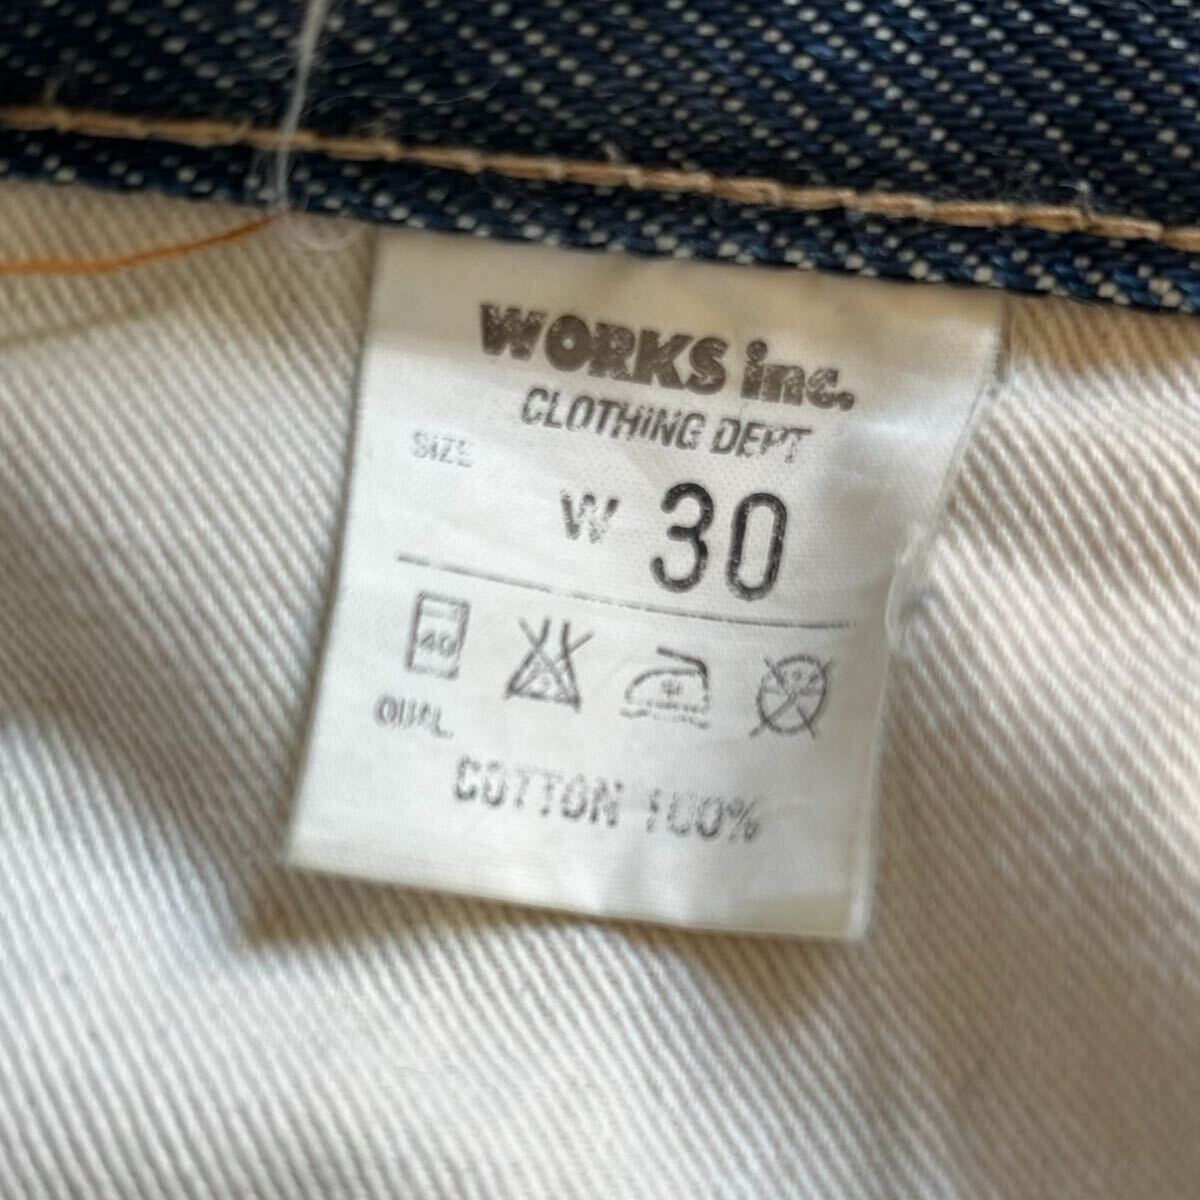 WORKS inc.
CLOTHING DEPT
SIZE
W 30
40
QUAL.
COTTON 100%